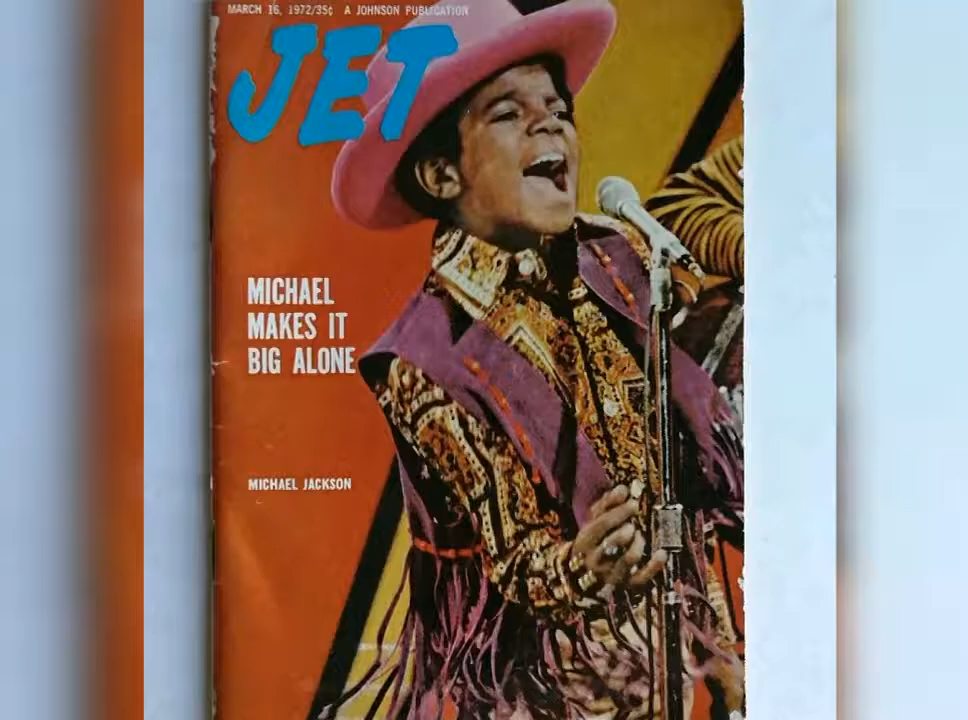 MARCH 16, 1972/35¢ A JOHNSON PUBLICATION
JET
MICHAEL
MAKES IT
BIG ALONE
MICHAEL JACKSON